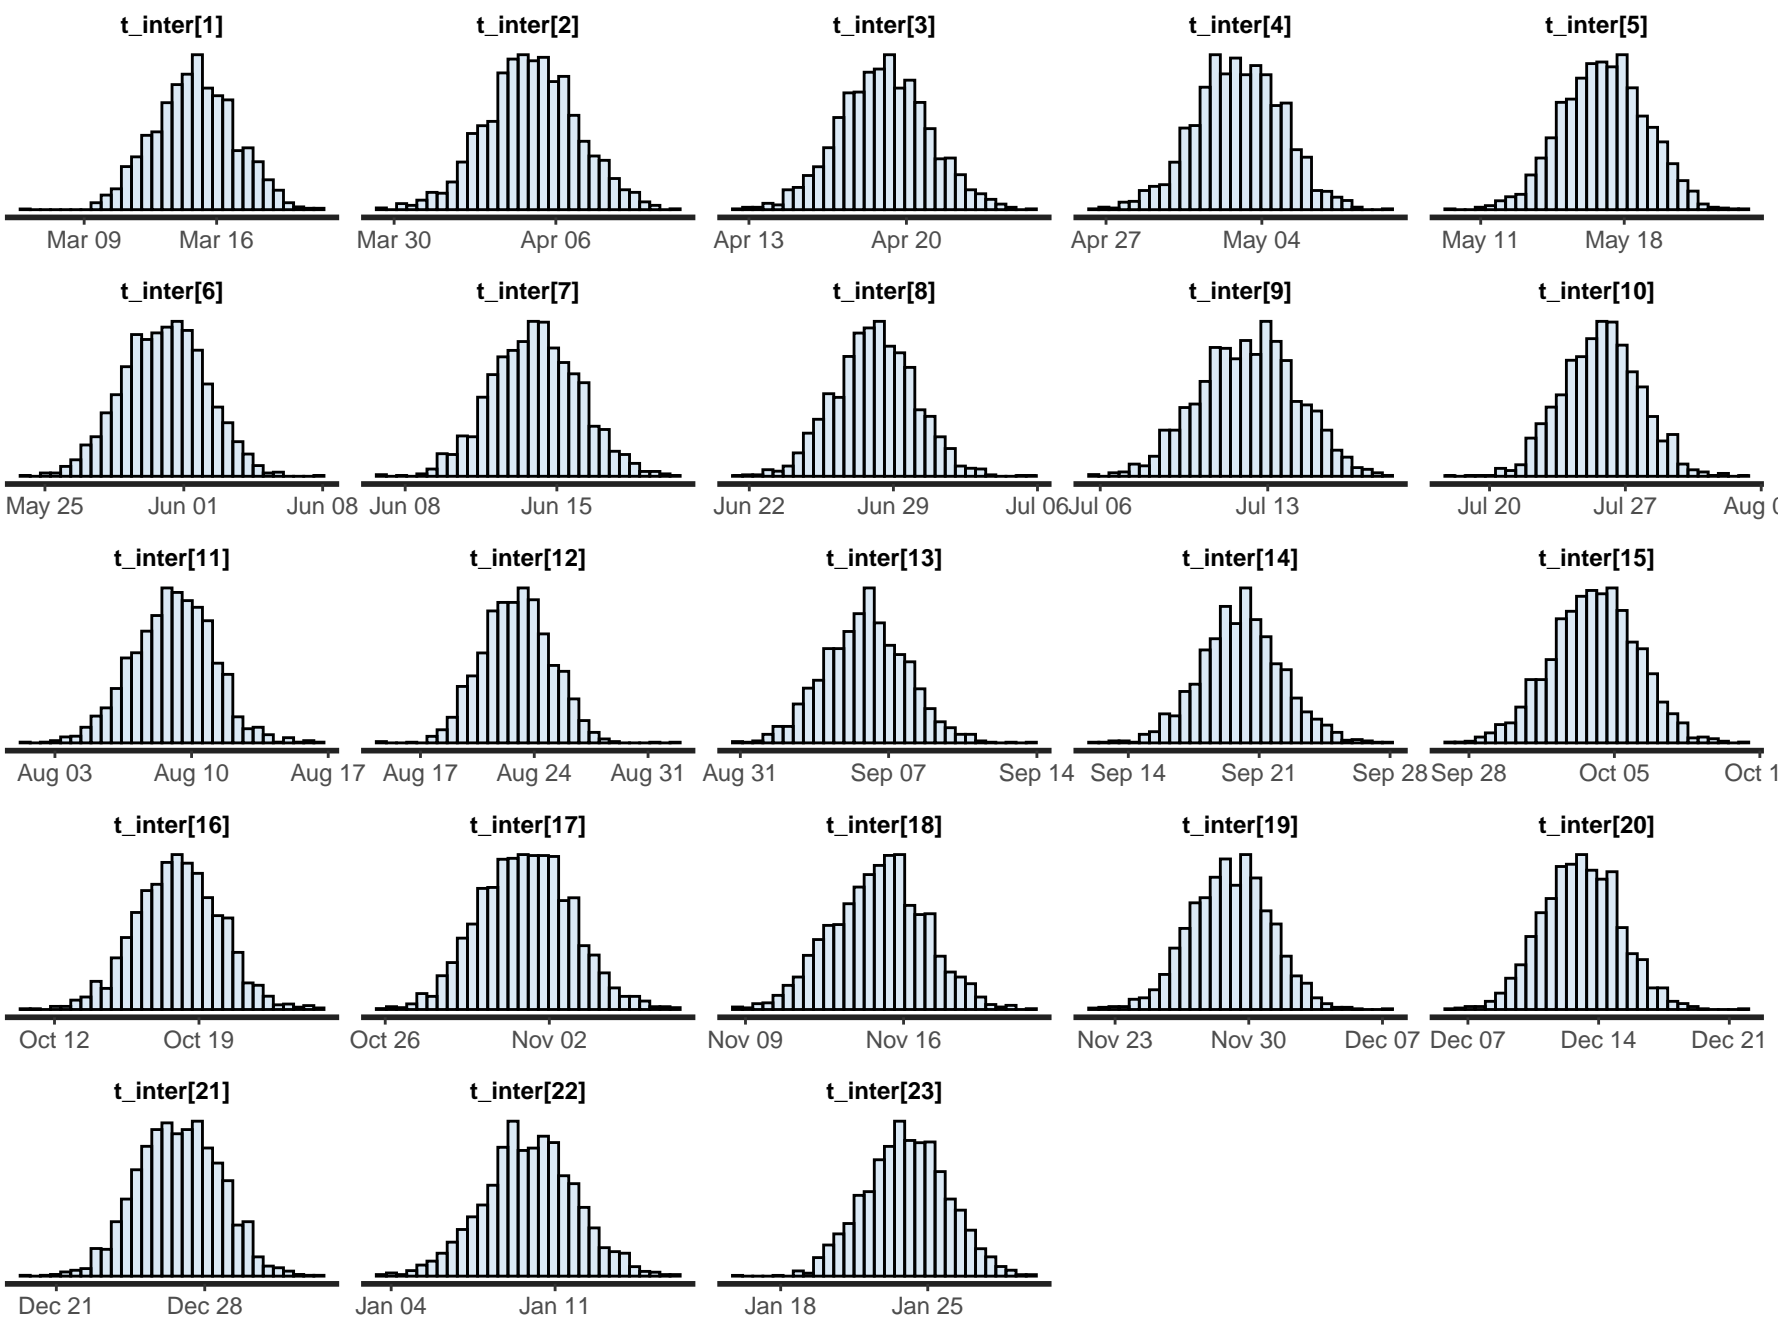 t_inter[1] t_inter[2] t_inter[3] t_inter[4] t_inter[5]
Mar 09 Mar 16 Mar 30 Apr 06 Apr 13 Apr 20 Apr 27 May 04 May 11 May 18
t_inter[6] t_inter[7] t_inter[8] t_inter[9] t_inter[10]
May 25 Jun 01 Jun 08 Jun 08 Jun 15 Jun 22 Jun 29 Jul 06 Jul 06 Jul 13 Jul 20 Jul 27 Aug
t_inter[11] t_inter[12] t_inter[13] t_inter[14] t_inter[15]
Aug 03 Aug 10 Aug 17 Aug 17 Aug 24 Aug 31 Aug 31 Sep 07 Sep 14 Sep 14 Sep 21 Sep 28 Sep 28 Oct 05 Oct 1
t_inter[16] t_inter[17] t_inter[18] t_inter[19] t_inter[20]
Oct 12 Oct 19 Oct 26 Nov 02 Nov 09 Nov 16 Nov 23 Nov 30 Dec 07 Dec 07 Dec 14 Dec 21
t_inter[21] t_inter[22] t_inter[23]
Dec 21 Dec 28 Jan 04 Jan 11 Jan 18 Jan 25